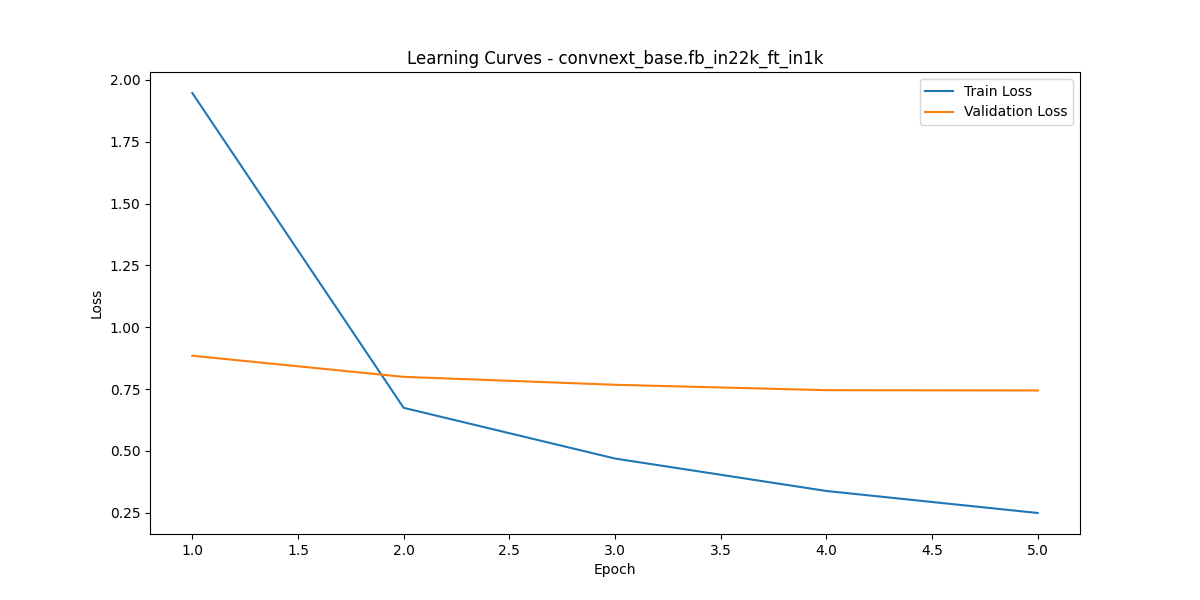 Learning Curves - convnext_base.fb_in22k_ft_in1k
Train Loss
Validation Loss
2.00
1.75
1.50
1.25
1.00
0.75
0.50
0.25
Loss
1.0 1.5 2.0 2.5 3.0 3.5 4.0 4.5 5.0
Epoch